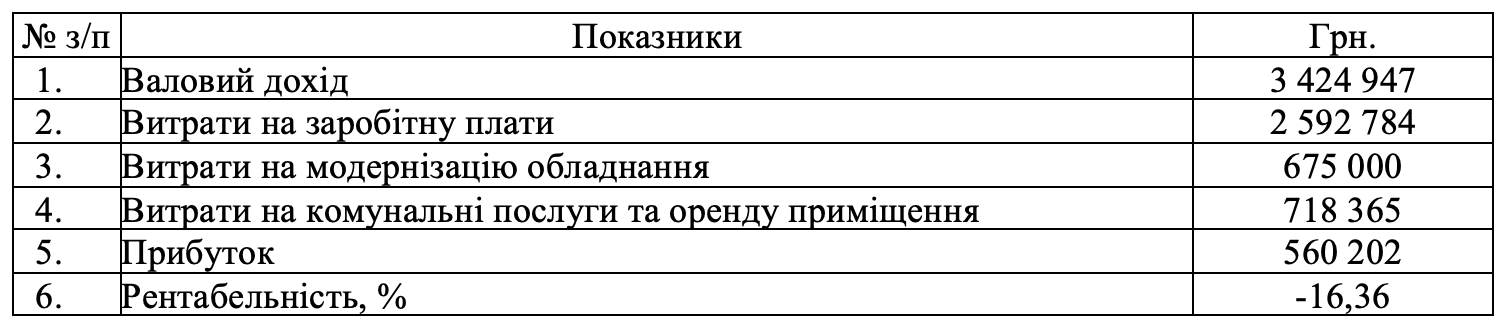 № з/п Показники Грн.
1. Валовий дохід 3 424 947
2. Витрати на заробітну плати 2 592 784
3. Витрати на модернізацію обладнання 675 000
4. Витрати на комунальні послуги та оренду приміщення 718 365
5. Прибуток 560 202
6. Рентабельність, % -16,36